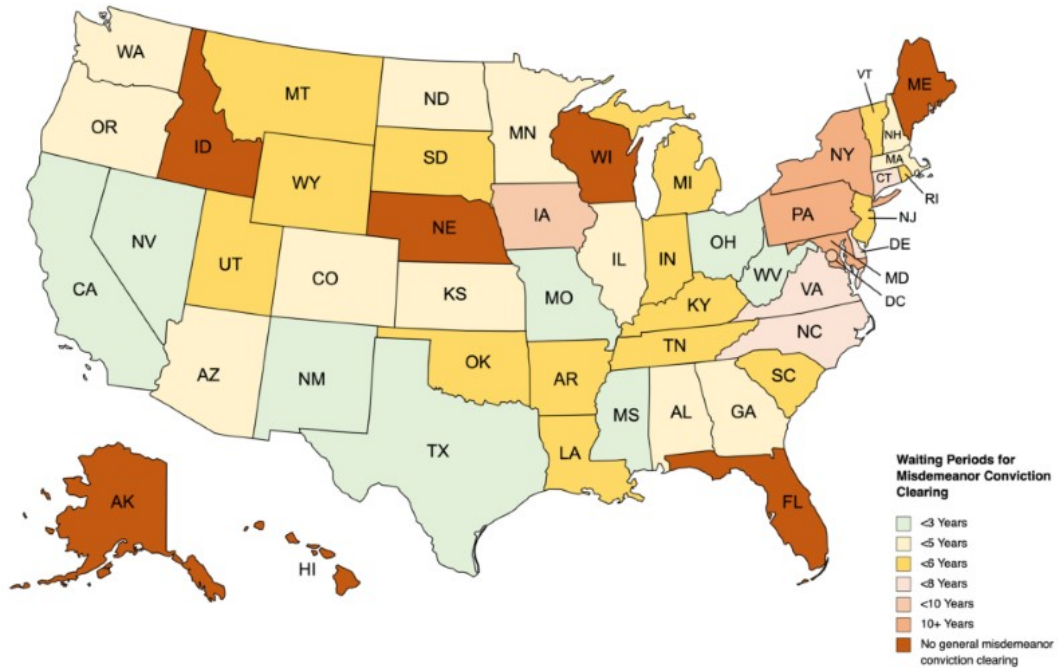 WA
MT
ND
MN
VT
ME
OR
ID
SD
WI
NY
NH
MA
CT
RI
WY
MI
IA
PA
NJ
NE
NV
UT
IL
IN
OH
DE
CO
WV
MD
CA
KS
MO
VA
DC
KY
NC
TN
AZ
NM
OK
AR
SC
MS
AL
GA
TX
LA
AK
HI
FL
Waiting Periods for
Misdemeanor Conviction
Clearing
<3 Years
<5 Years
<6 Years
<8 Years
<10 Years
10+ Years
No general misdemeanor
conviction clearing